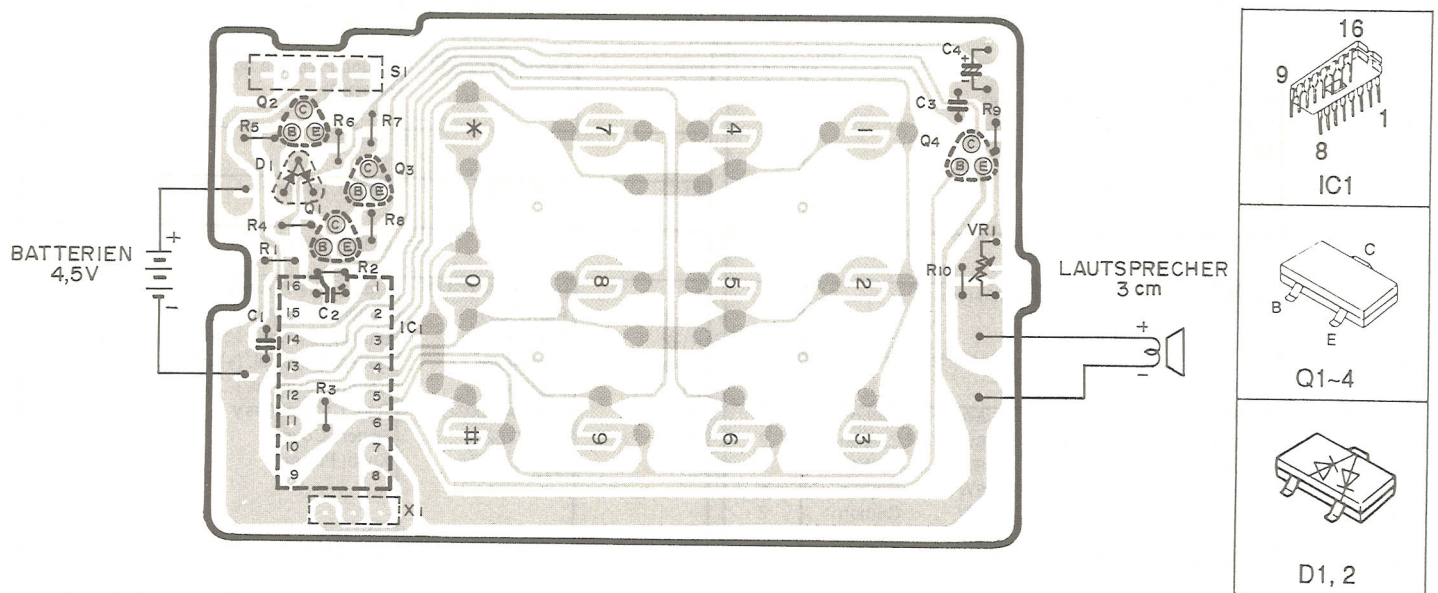 S1
C4
+
-
Q2
C
B E
R5
R6
R7
C3
R9
* 7 4 1
Q4
C
B E
D1
C
Q3
B E
Q1
C
B E
R4
R8
BATTERIEN
4,5V
+
-
R1
R2
C2
C1
IC1
16 1
15 2
14 3
13 4
12 5
11 6
10 7
9 8
R3
0 8 5 2
VR1
R10
LAUTSPRECHER
3 cm
+
-
# 9 6 3
X1
16
9
1
8
IC1
C
B
E
Q1~4
D1, 2